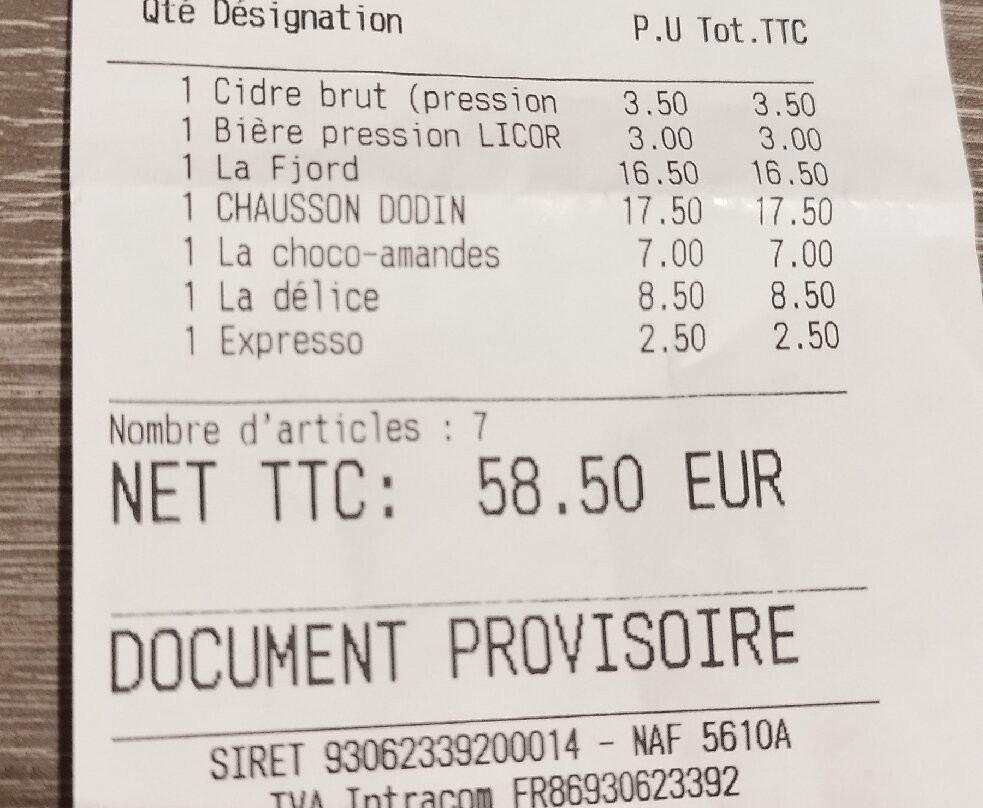 Qté Désignation P.U Tot.TTC
1 Cidre brut (pression 3.50 3.50
1 Bière pression LICOR 3.00 3.00
1 La Fjord 16.50 16.50
1 CHAUSSON DODIN 17.50 17.50
1 La choco-amandes 7.00 7.00
1 La délice 8.50 8.50
1 Expresso 2.50 2.50
Nombre d'articles : 7
NET TTC: 58.50 EUR
DOCUMENT PROVISOIRE
SIRET 93062339200014 - NAF 5610A
TVA Intracom FR86930623392